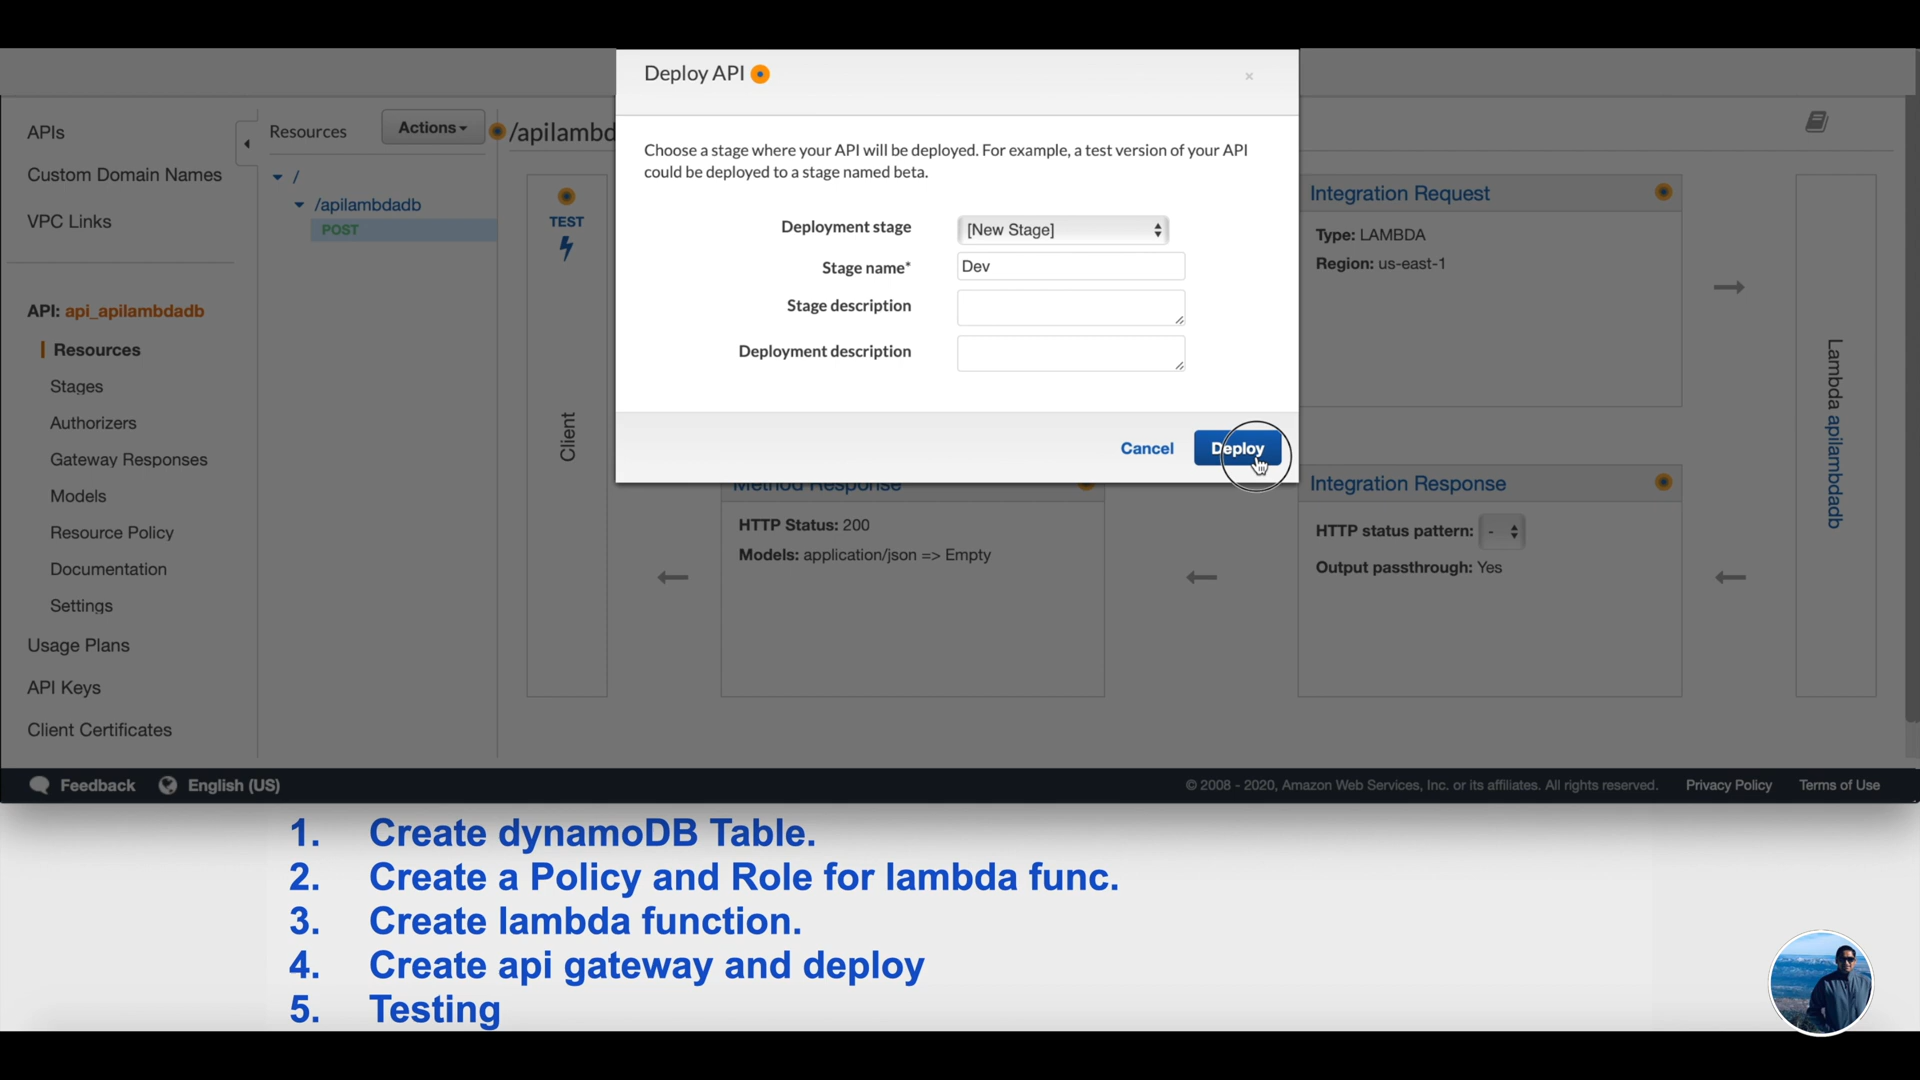 Deploy API
Choose a stage where your API will be deployed. For example, a test version of your API
could be deployed to a stage named beta.
Deployment stage [New Stage]
Stage name* Dev
Stage description
Deployment description
Cancel Deploy
APIs
Custom Domain Names
VPC Links
API: api_apilambdadb
Resources
Stages
Authorizers
Gateway Responses
Models
Resource Policy
Documentation
Settings
Usage Plans
API Keys
Client Certificates
Resources Actions
/
/apilambdadb
POST
/apilambd
TEST
Client
Method Response
HTTP Status: 200
Models: application/json => Empty
Integration Request
Type: LAMBDA
Region: us-east-1
Integration Response
HTTP status pattern: -
Output passthrough: Yes
Lambda apilambdadb
Feedback English (US)
© 2008 - 2020, Amazon Web Services, Inc. or its affiliates. All rights reserved. Privacy Policy Terms of Use
1. Create dynamoDB Table.
2. Create a Policy and Role for lambda func.
3. Create lambda function.
4. Create api gateway and deploy
5. Testing